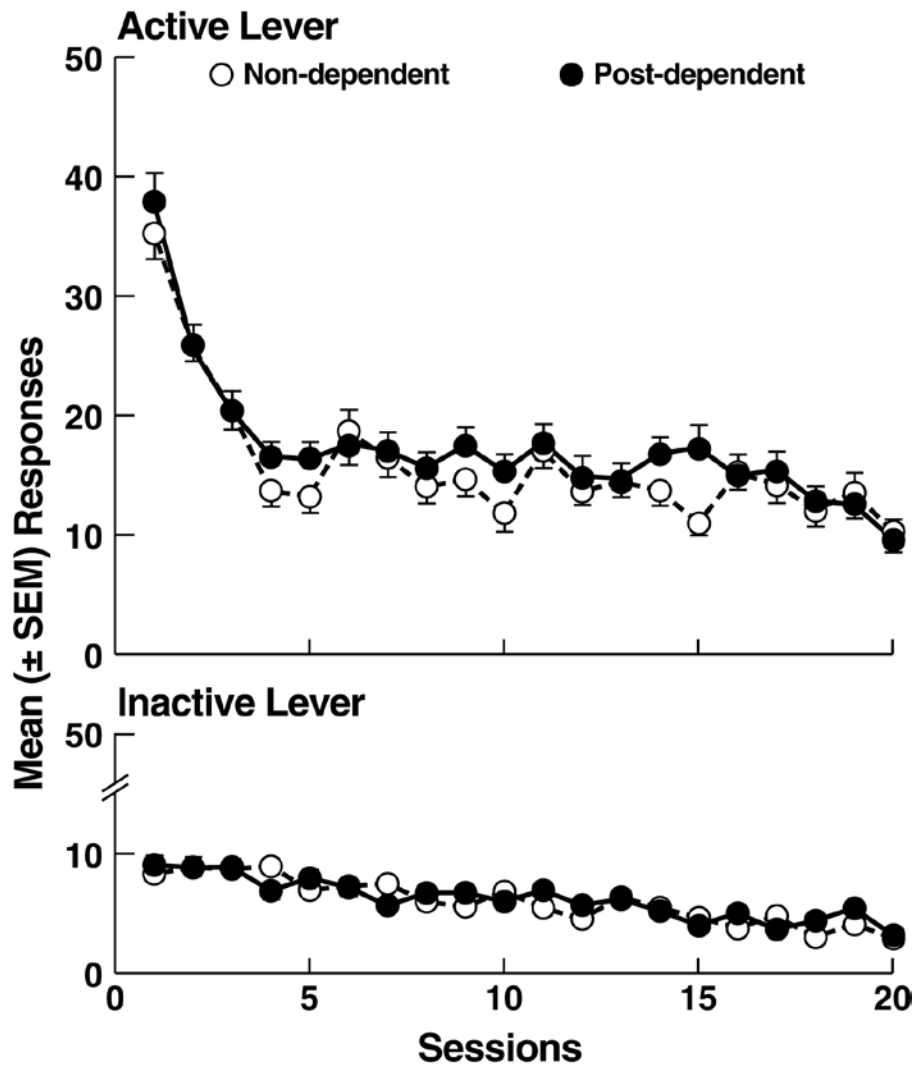 Active Lever
50
Non-dependent Post-dependent
40
30
20
10
0
Mean (± SEM) Responses
Inactive Lever
50
10
0
0 5 10 15 20
Sessions